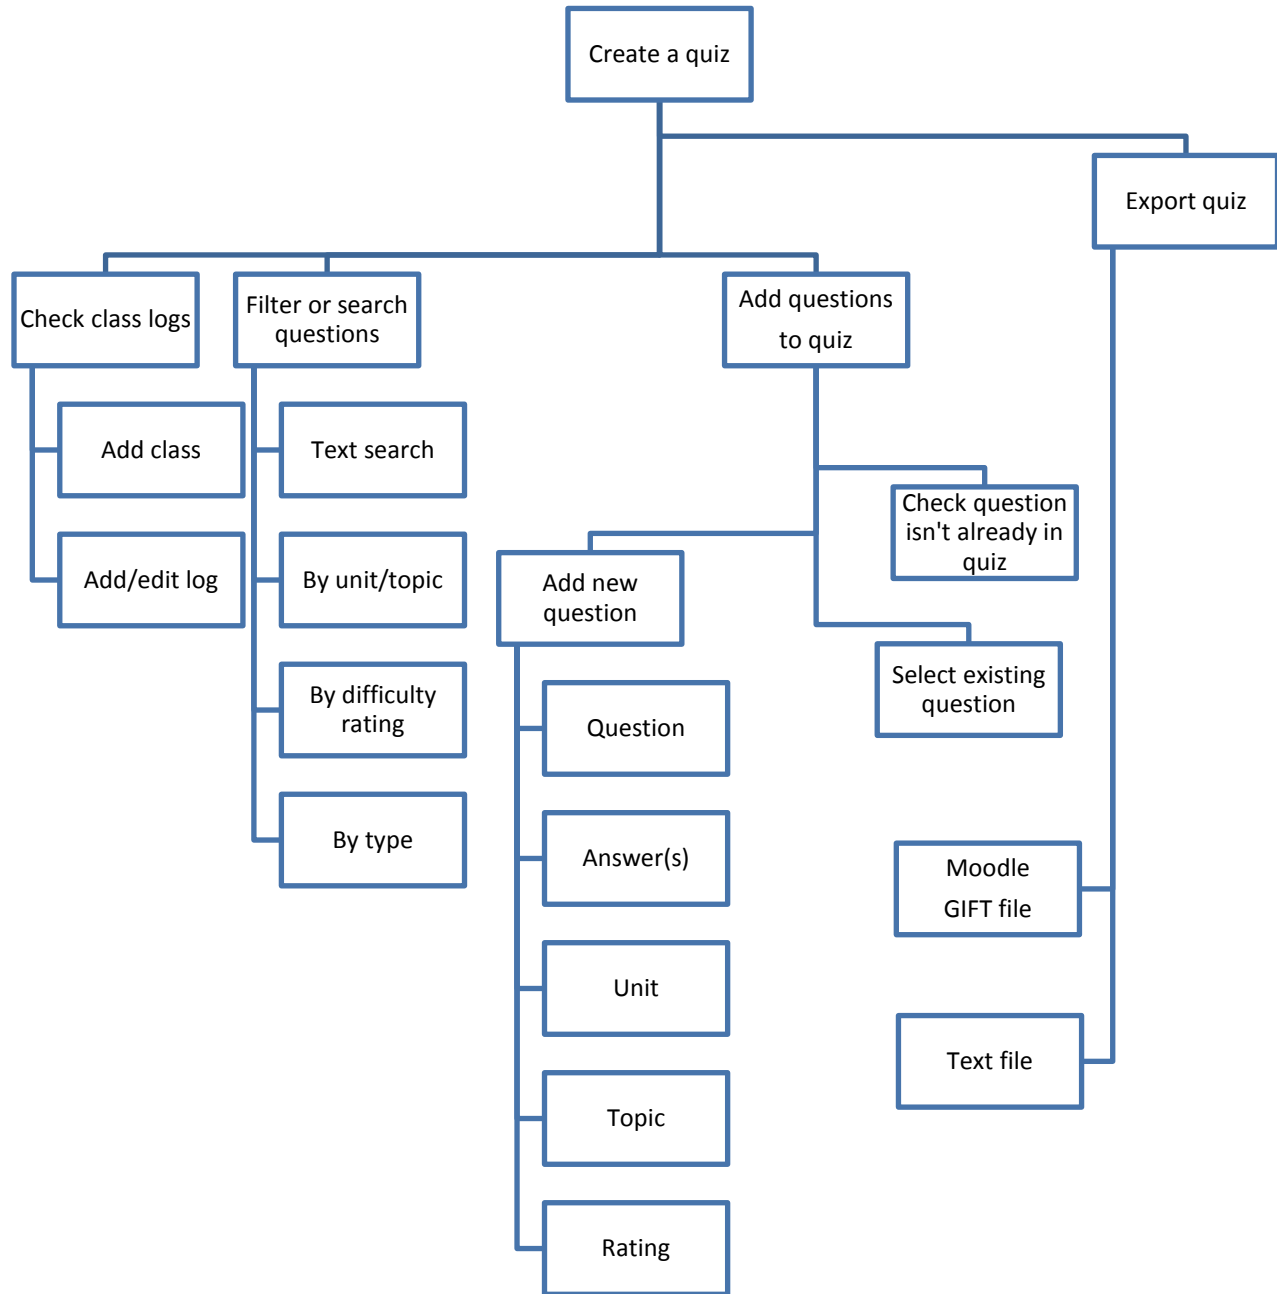 Create a quiz
Export quiz
Check class logs
Filter or search
questions
Add questions
to quiz
Add class
Text search
Check question
isn't already in
quiz
Add/edit log
By unit/topic
Add new
question
By difficulty
rating
Select existing
question
Question
By type
Answer(s)
Moodle
GIFT file
Unit
Text file
Topic
Rating